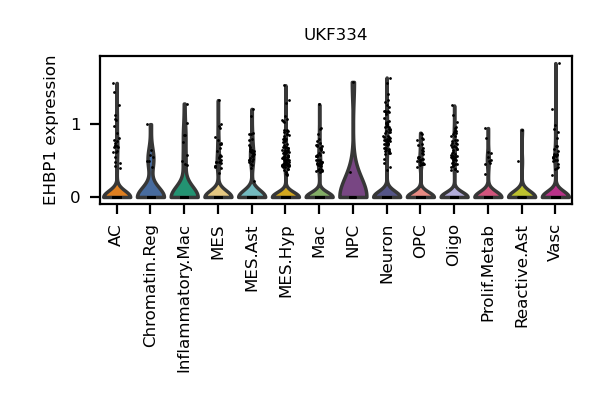 UKF334
EHBP1 expression
1
0
AC
Chromatin.Reg
Inflammatory.Mac
MES
MES.Ast
MES.Hyp
Mac
NPC
Neuron
OPC
Oligo
Prolif.Metab
Reactive.Ast
Vasc